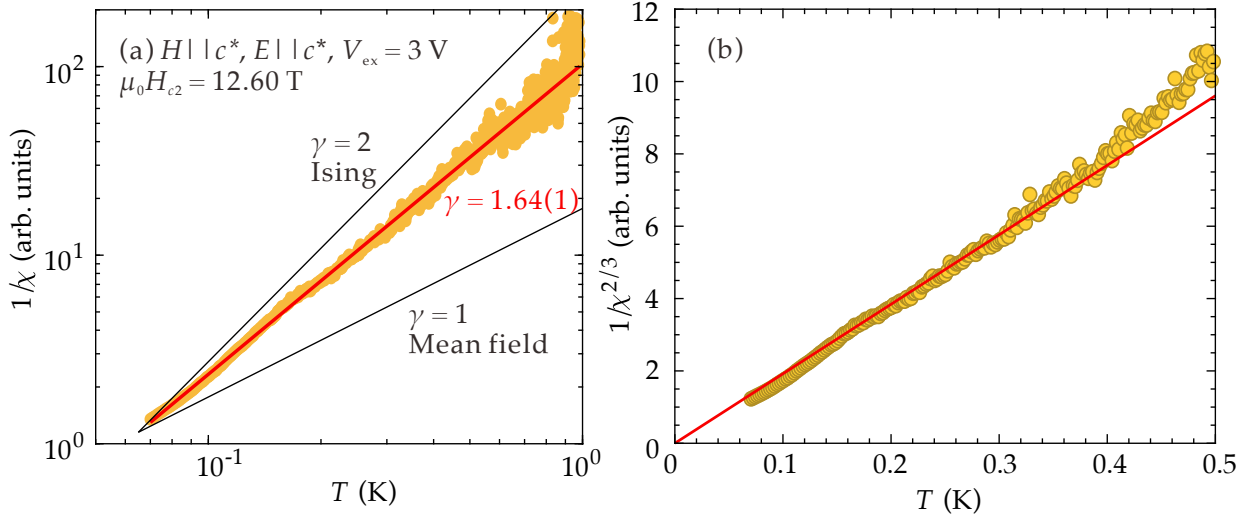 (a) H||c*, E||c*, V_ex = 3 V
μ₀H_c2 = 12.60 T
γ = 2
Ising
γ = 1.64(1)
γ = 1
Mean field
1/χ (arb. units)
10²
10¹
10⁰
10⁻¹
10⁰
T (K)
(b)
1/χ^2/3 (arb. units)
12
10
8
6
4
2
0
0
0.1
0.2
0.3
0.4
0.5
T (K)